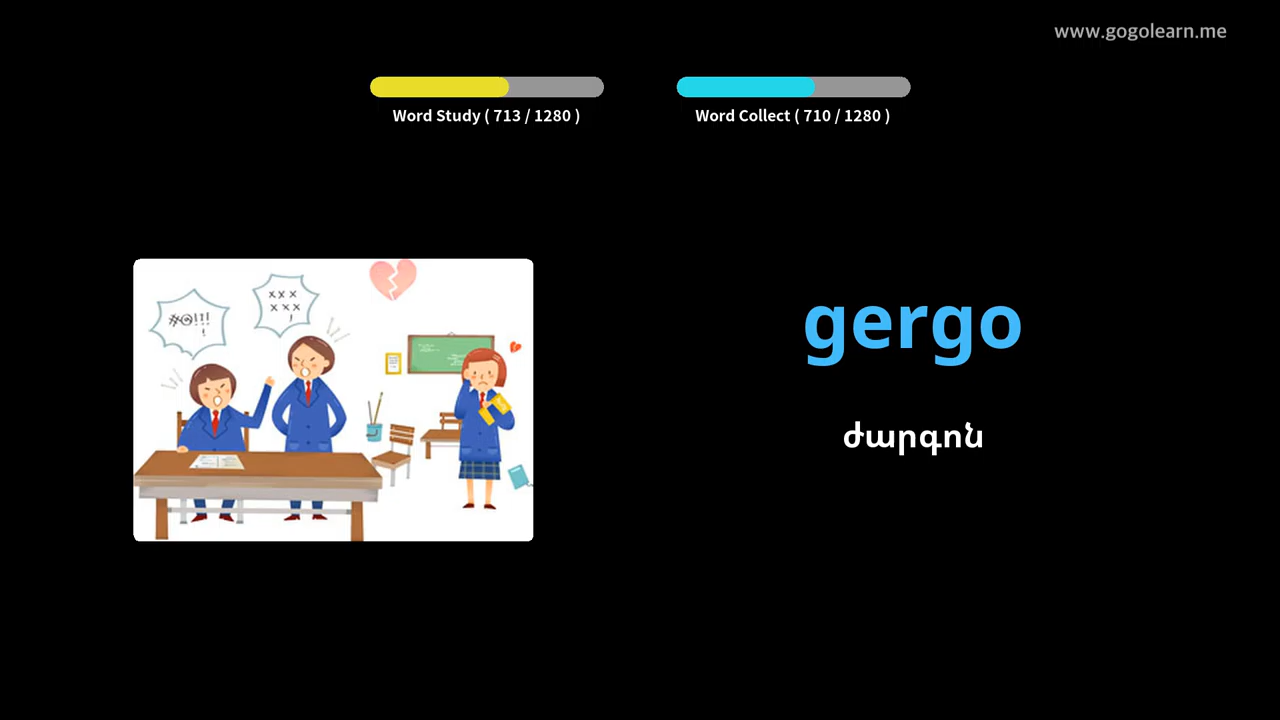 www.gogolearn.me
Word Study ( 713 / 1280 )
Word Collect ( 710 / 1280 )
#@!!!
!
x x x
x x x
!
gergo
ժարգոն